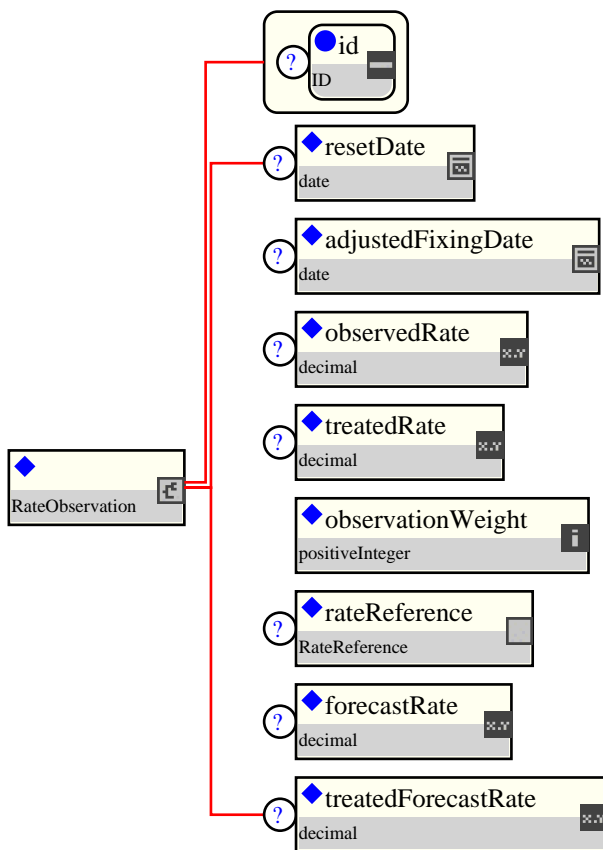 ? id
ID
? resetDate
date
? adjustedFixingDate
date
? observedRate
x.Y
decimal
? treatedRate
x.Y
decimal
RateObservation
observationWeight
i
positiveInteger
? rateReference
RateReference
? forecastRate
x.Y
decimal
? treatedForecastRate
x.Y
decimal